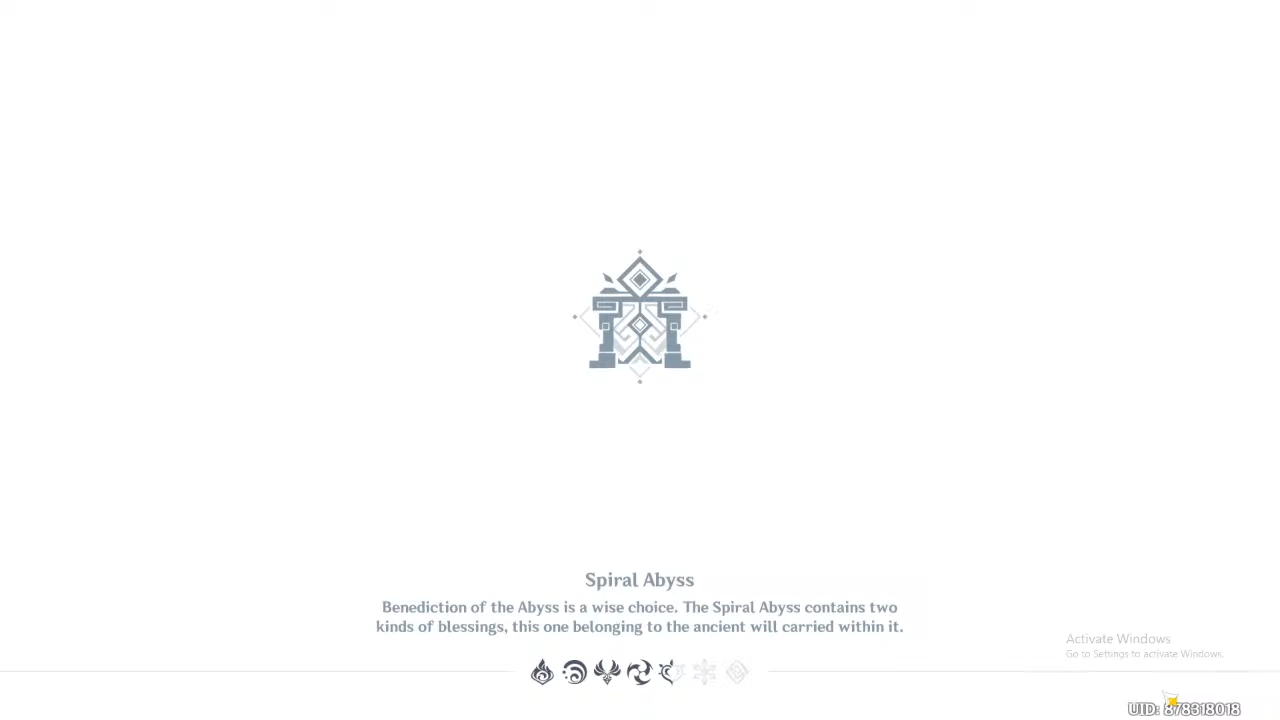 Spiral Abyss
Benediction of the Abyss is a wise choice. The Spiral Abyss contains two
kinds of blessings, this one belonging to the ancient will carried within it.
Activate Windows
Go to Settings to activate Windows.
UID: 878318018